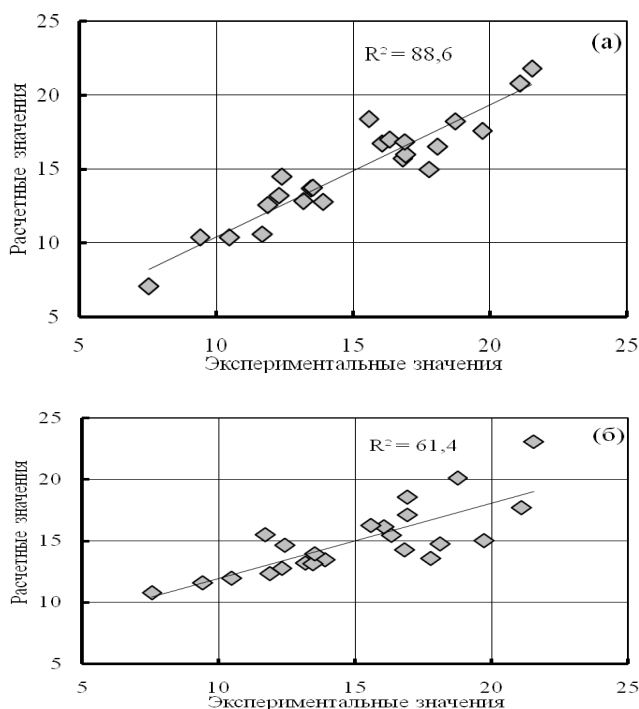 25
(а)
R² = 88,6
20
15
10
5
Расчетные значения
5 10 15 20 25
Экспериментальные значения
25
(б)
R² = 61,4
20
15
10
5
Расчетные значения
5 10 15 20 25
Экспериментальные значения